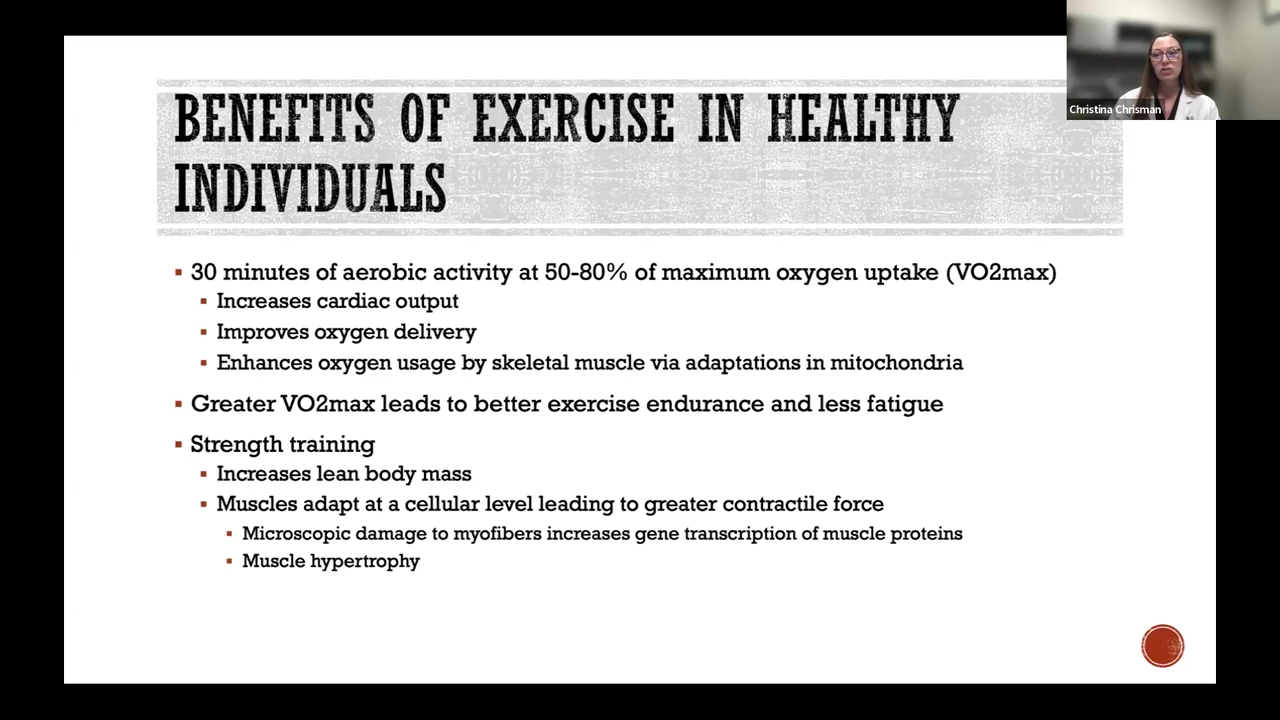 BENEFITS OF EXERCISE IN HEALTHY
INDIVIDUALS
Christina Chrisman
30 minutes of aerobic activity at 50-80% of maximum oxygen uptake (VO2max)
Increases cardiac output
Improves oxygen delivery
Enhances oxygen usage by skeletal muscle via adaptations in mitochondria
Greater VO2max leads to better exercise endurance and less fatigue
Strength training
Increases lean body mass
Muscles adapt at a cellular level leading to greater contractile force
Microscopic damage to myofibers increases gene transcription of muscle proteins
Muscle hypertrophy